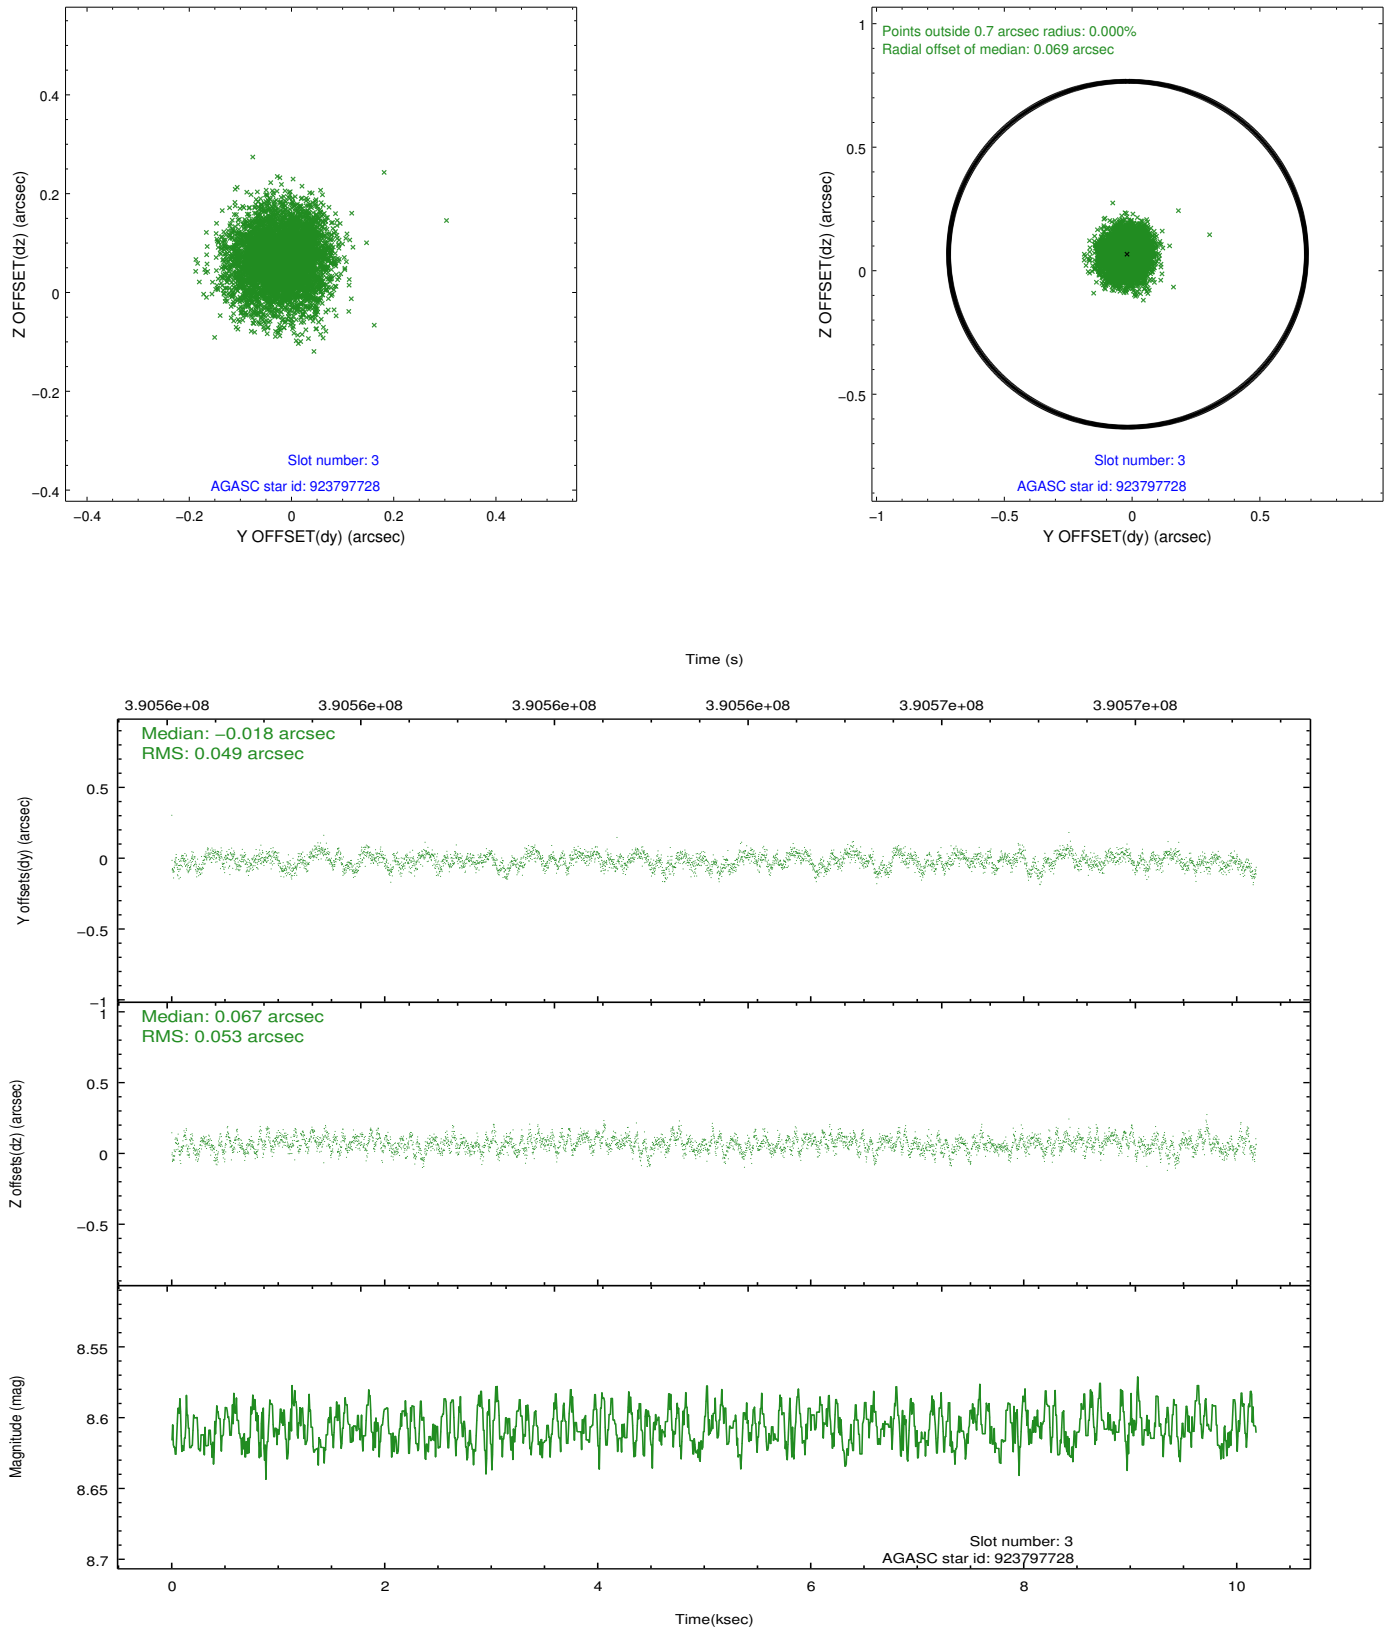 0.4
0.2
0
−0.2
−0.4
Z OFFSET(dz) (arcsec)
Slot number: 3
AGASC star id: 923797728
−0.4
−0.2
0
0.2
0.4
Y OFFSET(dy) (arcsec)
Points outside 0.7 arcsec radius: 0.000%
Radial offset of median: 0.069 arcsec
1
0.5
0
−0.5
Z OFFSET(dz) (arcsec)
Slot number: 3
AGASC star id: 923797728
−1
−0.5
0
0.5
Y OFFSET(dy) (arcsec)
Time (s)
3.9056e+08
3.9056e+08
3.9056e+08
3.9056e+08
3.9057e+08
3.9057e+08
Median: −0.018 arcsec
RMS: 0.049 arcsec
0.5
0
−0.5
−1
Y offsets(dy) (arcsec)
Median: 0.067 arcsec
RMS: 0.053 arcsec
1
0.5
0
−0.5
Z offsets(dz) (arcsec)
8.55
8.6
8.65
8.7
Magnitude (mag)
Slot number: 3
AGASC star id: 923797728
0
2
4
6
8
10
Time(ksec)